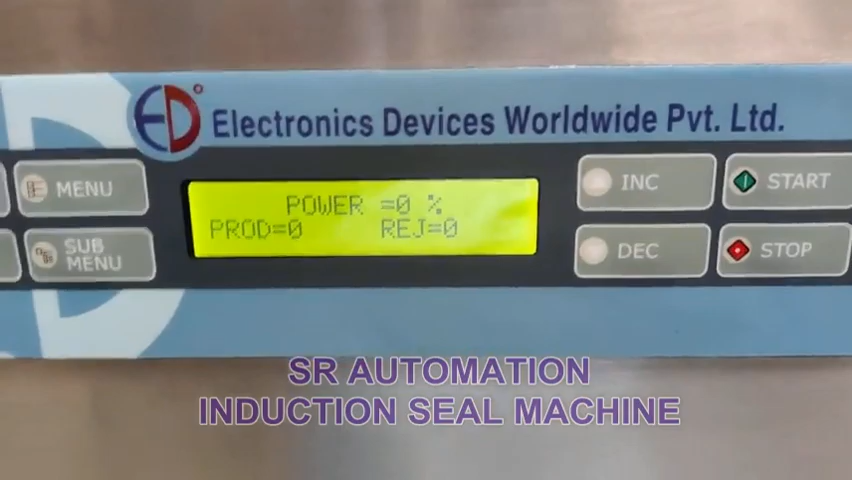 ED
Electronics Devices Worldwide Pvt. Ltd.
MENU
SUB
MENU
POWER =0 %
PROD=0 REJ=0
INC
DEC
START
STOP
SR AUTOMATION
INDUCTION SEAL MACHINE